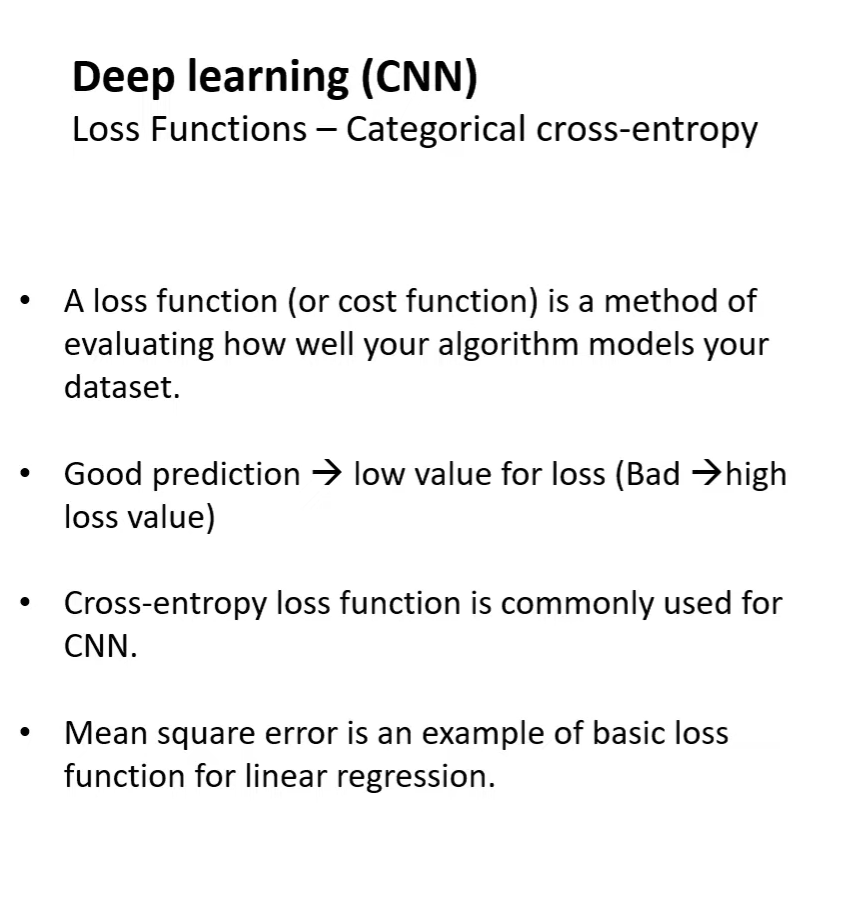 Deep learning (CNN)
Loss Functions – Categorical cross-entropy
• A loss function (or cost function) is a method of
evaluating how well your algorithm models your
dataset.
• Good prediction → low value for loss (Bad →high
loss value)
• Cross-entropy loss function is commonly used for
CNN.
• Mean square error is an example of basic loss
function for linear regression.